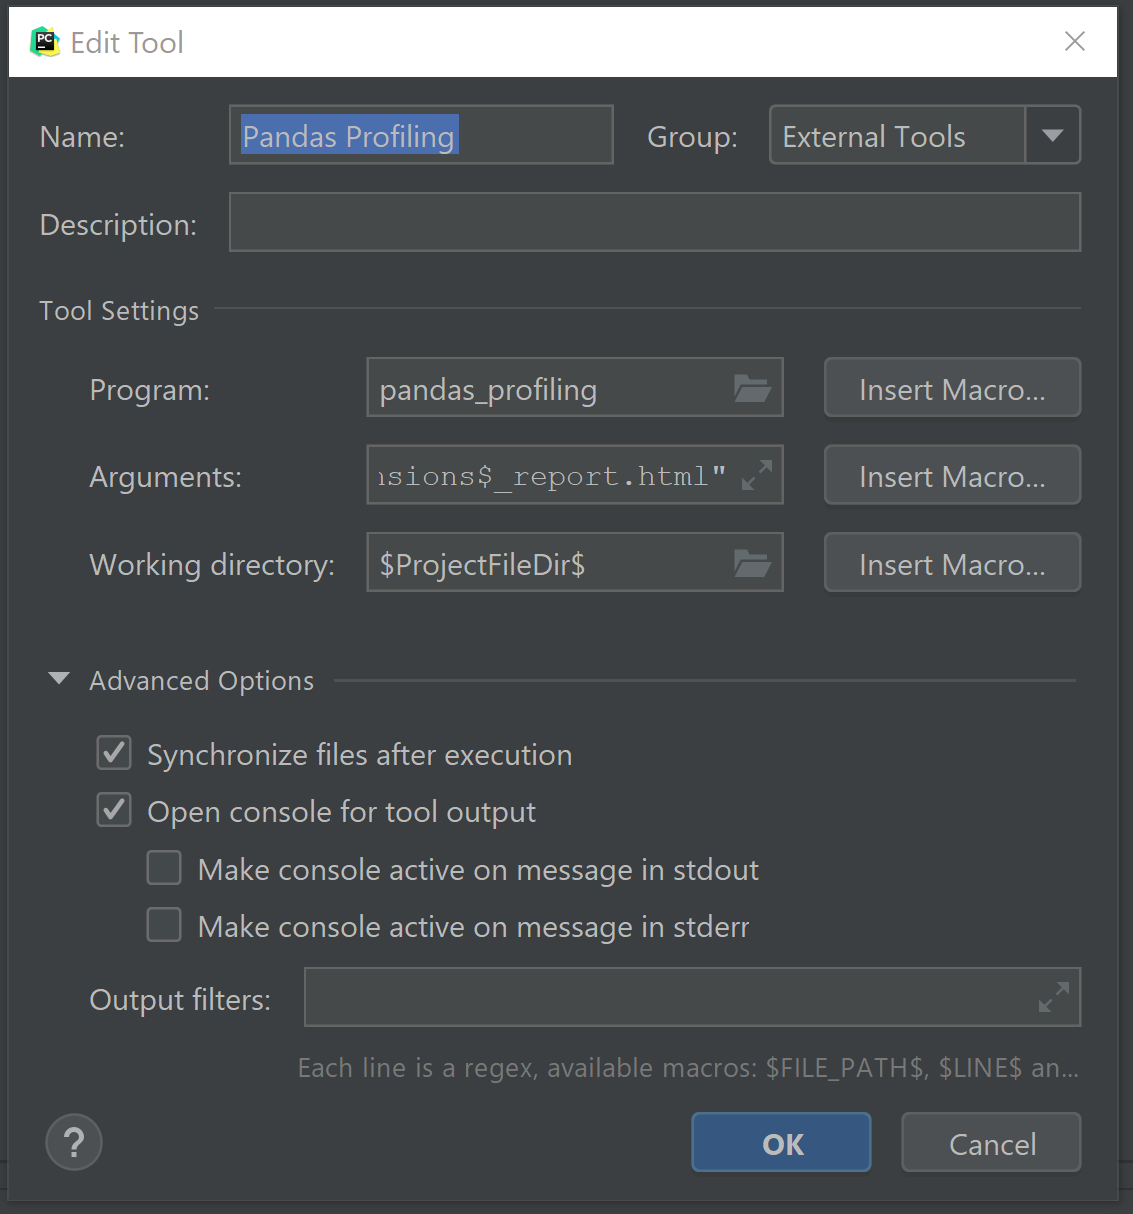 PC Edit Tool
Name: Pandas Profiling Group: External Tools
Description:
Tool Settings
Program: pandas_profiling Insert Macro...
Arguments: nsions$_report.html" Insert Macro...
Working directory: $ProjectFileDir$ Insert Macro...
Advanced Options
Synchronize files after execution
Open console for tool output
Make console active on message in stdout
Make console active on message in stderr
Output filters:
Each line is a regex, available macros: $FILE_PATH$, $LINE$ an...
? OK Cancel